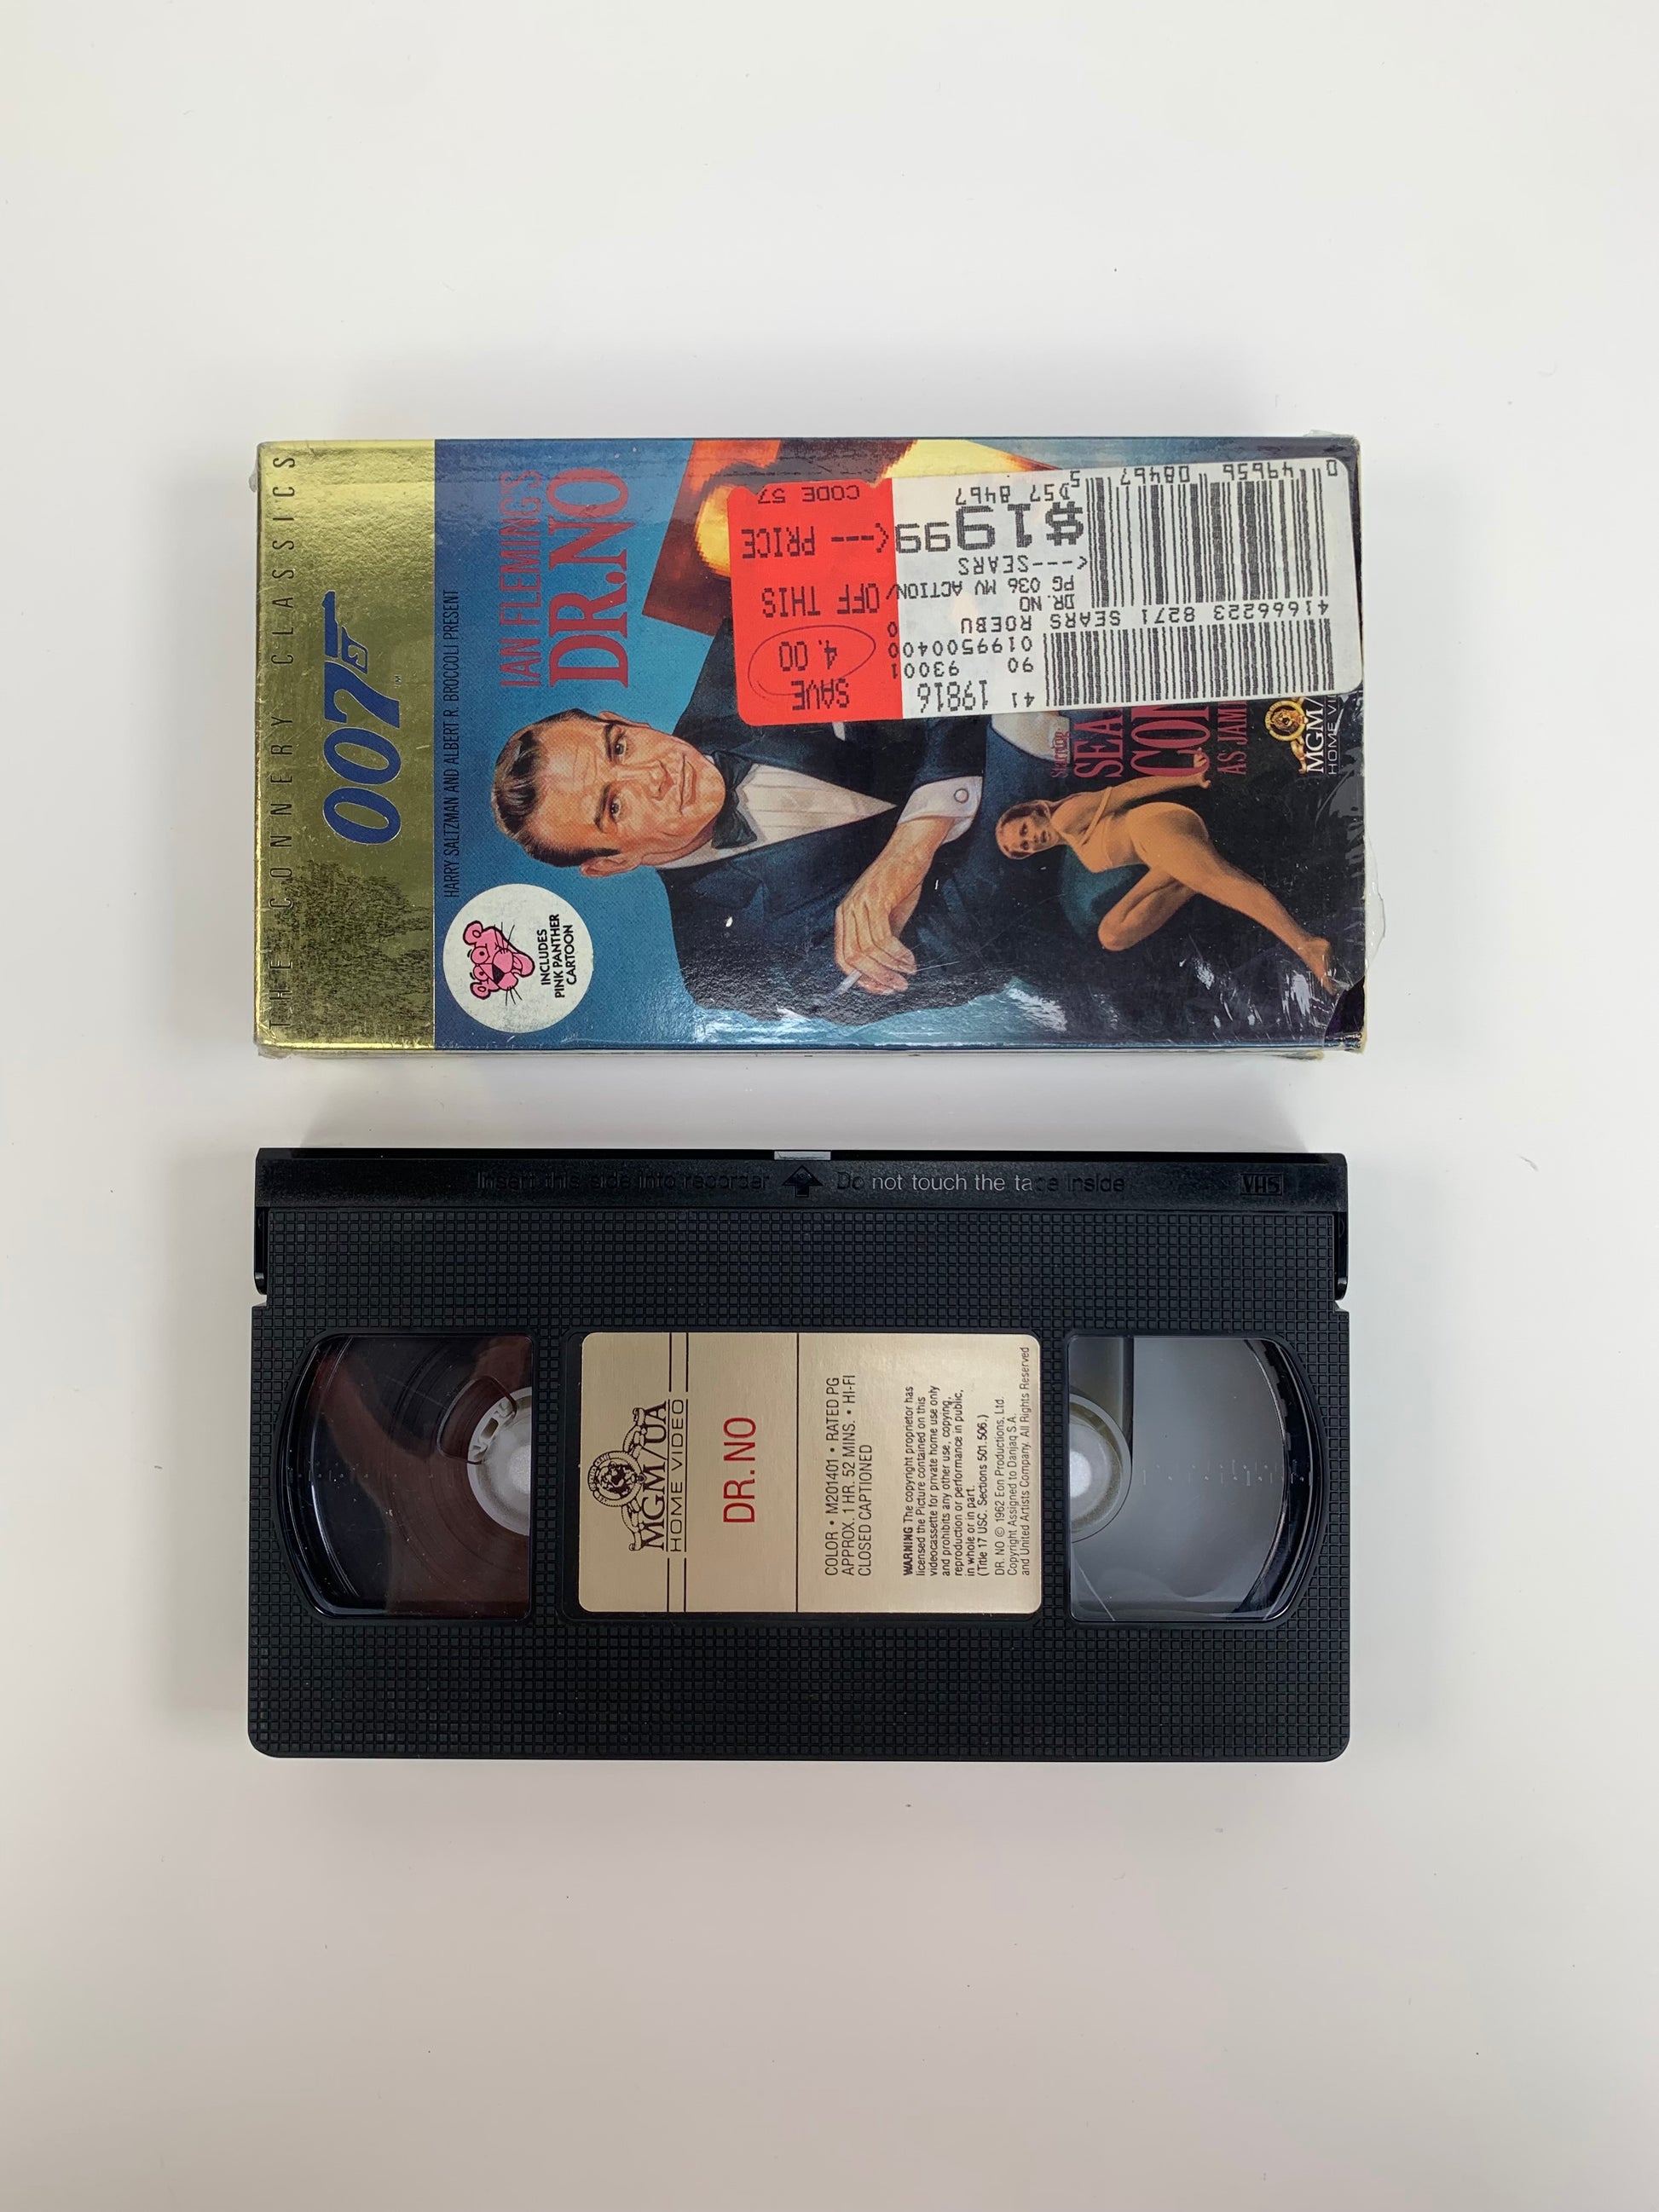 THE CONNERY CLASSICS
007
HARRY SALTZMAN AND ALBERT R. BROCCOLI PRESENT
IAN FLEMING'S
DR.NO
INCLUDES
PINK PANTHER
CARTOON
Starring
SEA
CON
AS JAM
MGM/
HOME VI
SAVE
4.00
OFF THIS
<--- PRICE
CODE 57
41 19816
90 93001
0199500400 0
ROEBU
41666223 8271 SEARS
DR.NO
PG 036 MV ACTION/
<---SEARS
$1999
057 8467
0 49656 08467 5
Insert this side into recorder Do not touch the tape inside
VHS
MGM/UA
HOME VIDEO
DR. NO
COLOR • M201401 • RATED PG
APPROX. 1 HR. 52 MINS. • HI-FI
CLOSED CAPTIONED
WARNING The copyright proprietor has
licensed the Picture contained on this
videocassette for private home use only
and prohibits any other use, copying,
reproduction or performance in public,
in whole or in part.
(Title 17 USC. Sections 501.506.)
DR. NO © 1962 Eon Productions, Ltd.
Copyright Assigned to Danjaq S.A.
and United Artists Company. All Rights Reserved